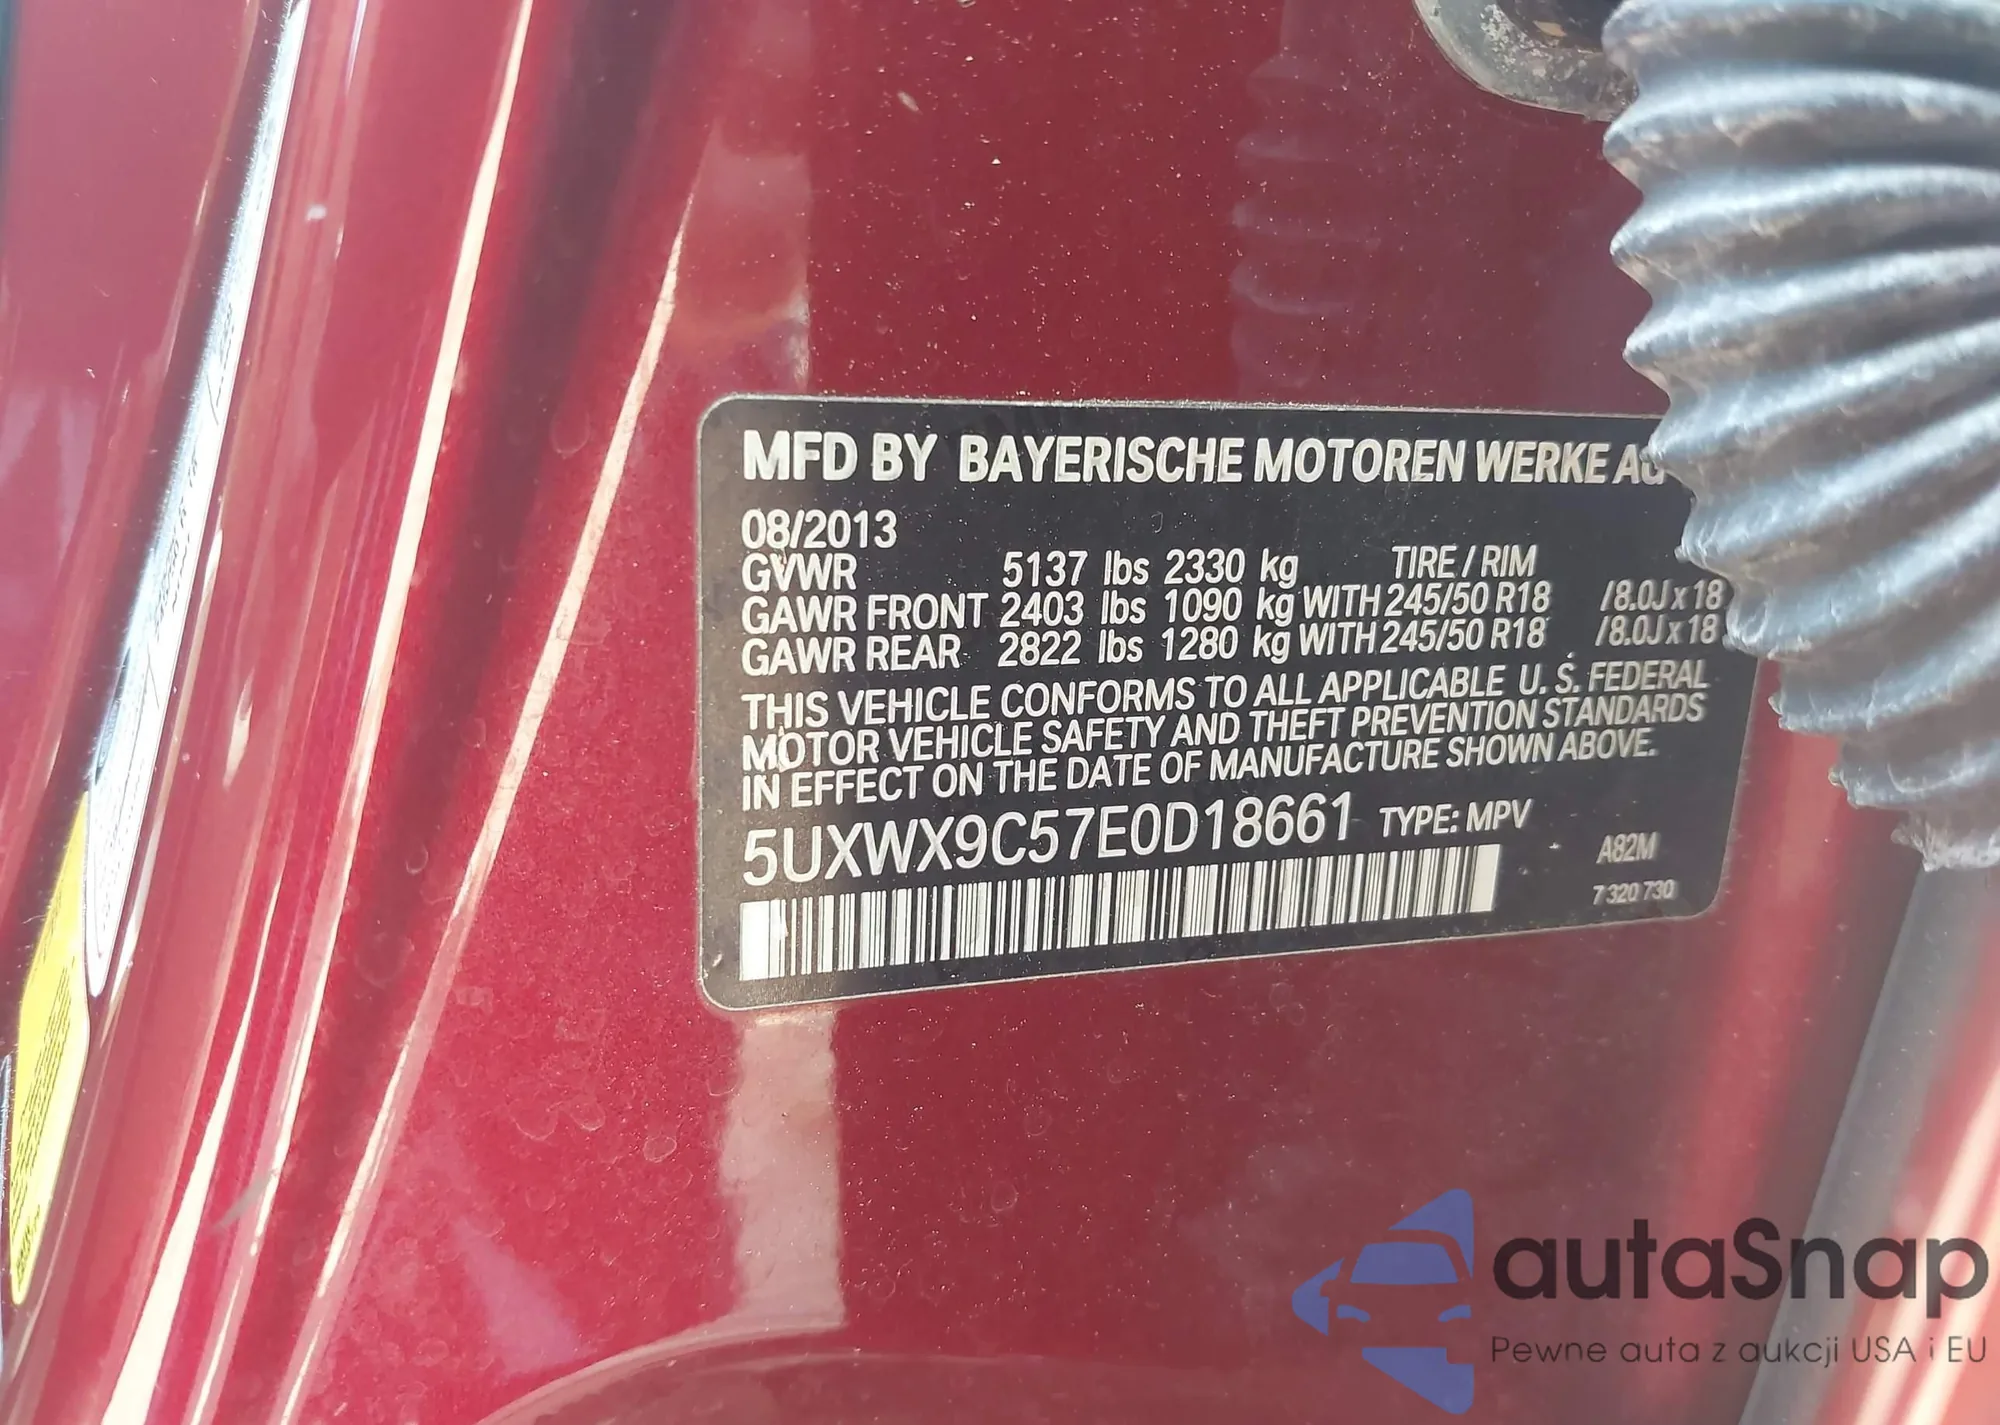 MFD BY BAYERISCHE MOTOREN WERKE AG
08/2013
GVWR 5137 lbs 2330 kg TIRE / RIM
GAWR FRONT 2403 lbs 1090 kg WITH 245/50 R18 /8.0J x 18
GAWR REAR 2822 lbs 1280 kg WITH 245/50 R18 /8.0J x 18
THIS VEHICLE CONFORMS TO ALL APPLICABLE U. S. FEDERAL
MOTOR VEHICLE SAFETY AND THEFT PREVENTION STANDARDS
IN EFFECT ON THE DATE OF MANUFACTURE SHOWN ABOVE.
5UXWX9C57E0D18661 TYPE: MPV
A82M
7 320 730
autaSnap
Pewne auta z aukcji USA i EU